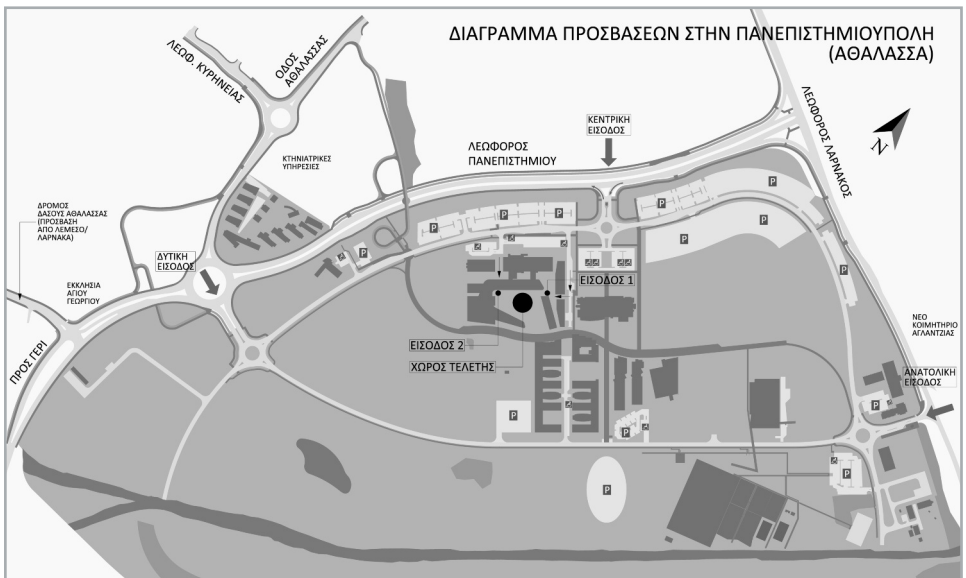 ΔΙΑΓΡΑΜΜΑ ΠΡΟΣΒΑΣΕΩΝ ΣΤΗΝ ΠΑΝΕΠΙΣΤΗΜΙΟΥΠΟΛΗ
(ΑΘΑΛΑΣΣΑ)
ΛΕΩΦ. ΚΥΡΗΝΕΙΑΣ
ΟΔΟΣ
ΑΘΑΛΑΣΣΑΣ
ΚΕΝΤΡΙΚΗ
ΕΙΣΟΔΟΣ
ΛΕΩΦΟΡΟΣ ΛΑΡΝΑΚΟΣ
N
ΛΕΩΦΟΡΟΣ
ΠΑΝΕΠΙΣΤΗΜΙΟΥ
ΚΤΗΝΙΑΤΡΙΚΕΣ
ΥΠΗΡΕΣΙΕΣ
P
P
P
P
P
P
P
P
P
P
ΔΡΟΜΟΣ
ΔΑΣΟΥΣ ΑΘΑΛΑΣΣΑΣ
(ΠΡΟΣΒΑΣΗ
ΑΠΟ ΛΕΜΕΣΟ/
ΛΑΡΝΑΚΑ)
ΔΥΤΙΚΗ
ΕΙΣΟΔΟΣ
ΕΚΚΛΗΣΙΑ
ΑΓΙΟΥ
ΓΕΩΡΓΙΟΥ
ΠΡΟΣ ΓΕΡΙ
ΕΙΣΟΔΟΣ 1
ΕΙΣΟΔΟΣ 2
ΧΩΡΟΣ ΤΕΛΕΤΗΣ
ΝΕΟ
ΚΟΙΜΗΤΗΡΙΟ
ΑΓΛΑΝΤΖΙΑΣ
ΑΝΑΤΟΛΙΚΗ
ΕΙΣΟΔΟΣ
P
P
P
P
P